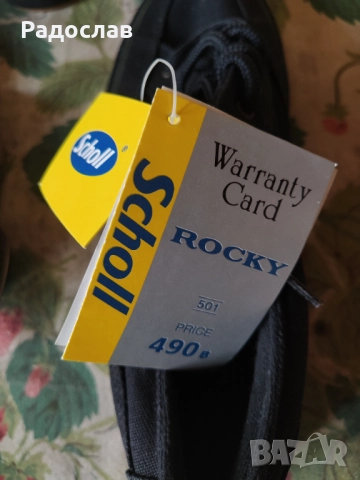 Радослав
Scholl
®
Scholl
Warranty
Card
ROCKY
501
PRICE
490 ฿
BAZAR